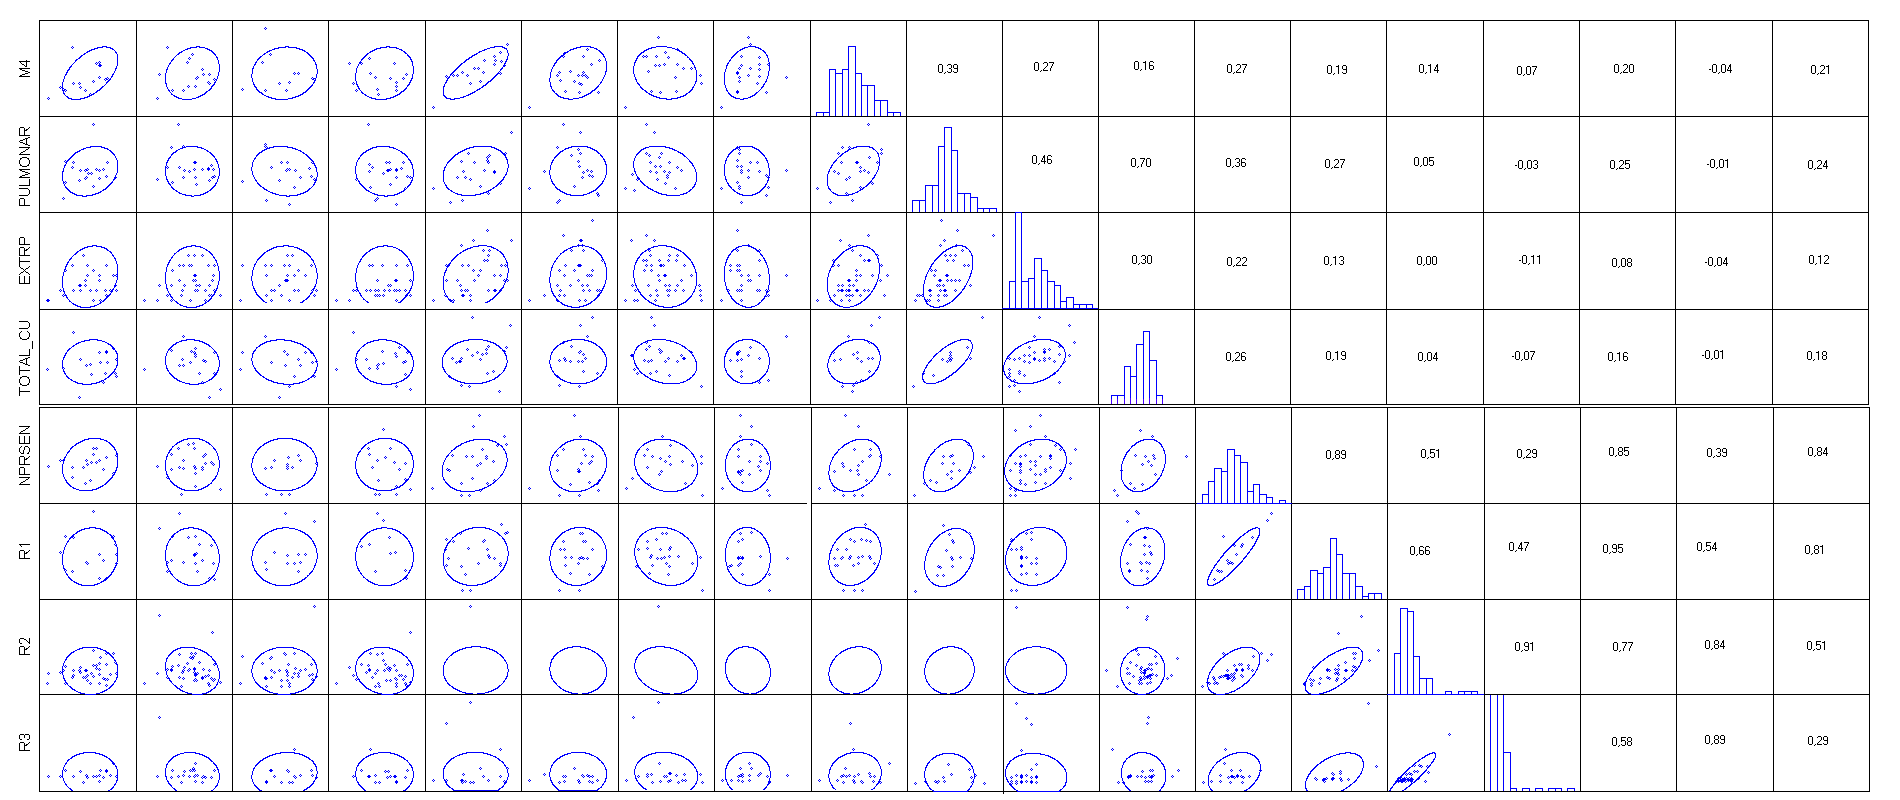 M4 0,39 0,27 0,16 0,27 0,19 0,14 0,07 0,20 -0,04 0,21
PULMONAR 0,46 0,70 0,36 0,27 0,05 -0,03 0,25 -0,01 0,24
EXTRP 0,30 0,22 0,13 0,00 -0,11 0,08 -0,04 0,12
TOTAL_CU 0,26 0,19 0,04 -0,07 0,16 -0,01 0,18
NPRSEN 0,89 0,51 0,29 0,85 0,39 0,84
R1 0,66 0,47 0,95 0,54 0,81
R2 0,91 0,77 0,84 0,51
R3 0,58 0,89 0,29